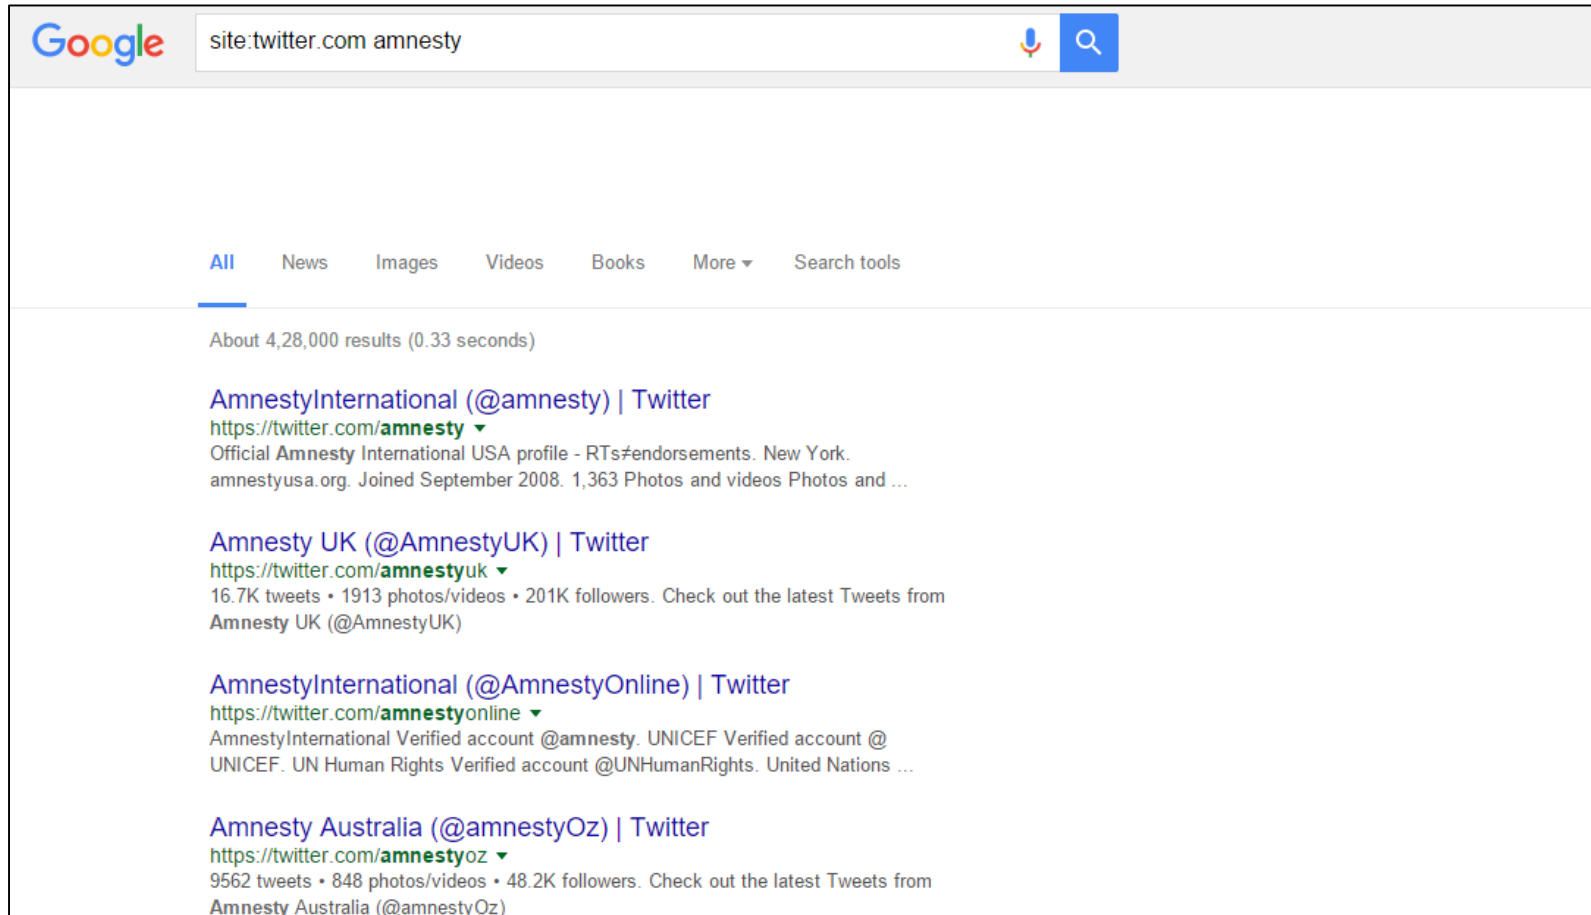 Google site:twitter.com amnesty
All News Images Videos Books More Search tools
About 4,28,000 results (0.33 seconds)
AmnestyInternational (@amnesty) | Twitter
https://twitter.com/amnesty
Official Amnesty International USA profile - RTs≠endorsements. New York.
amnestyusa.org. Joined September 2008. 1,363 Photos and videos Photos and ...
Amnesty UK (@AmnestyUK) | Twitter
https://twitter.com/amnestyuk
16.7K tweets • 1913 photos/videos • 201K followers. Check out the latest Tweets from
Amnesty UK (@AmnestyUK)
AmnestyInternational (@AmnestyOnline) | Twitter
https://twitter.com/amnestyonline
AmnestyInternational Verified account @amnesty. UNICEF Verified account @
UNICEF. UN Human Rights Verified account @UNHumanRights. United Nations ...
Amnesty Australia (@amnestyOz) | Twitter
https://twitter.com/amnestyoz
9562 tweets • 848 photos/videos • 48.2K followers. Check out the latest Tweets from
Amnesty Australia (@amnestyOz)